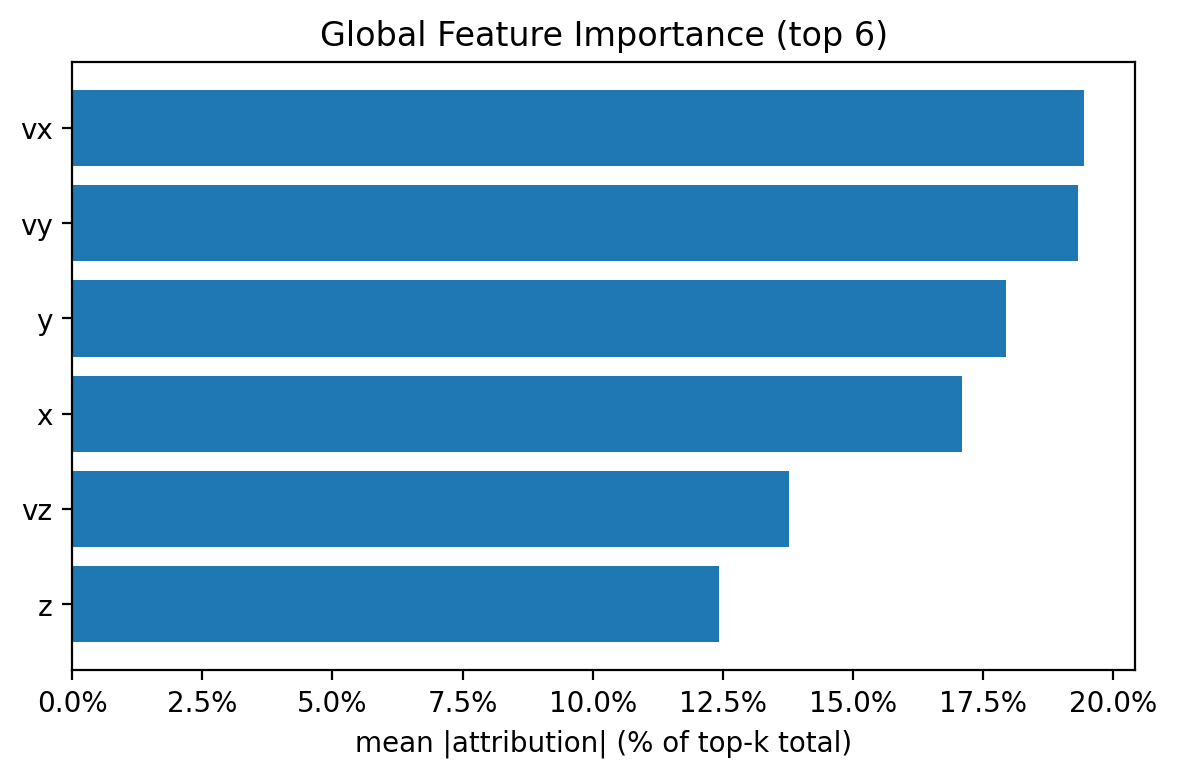 Global Feature Importance (top 6)
vx
vy
y
x
vz
z
0.0% 2.5% 5.0% 7.5% 10.0% 12.5% 15.0% 17.5% 20.0%
mean |attribution| (% of top-k total)